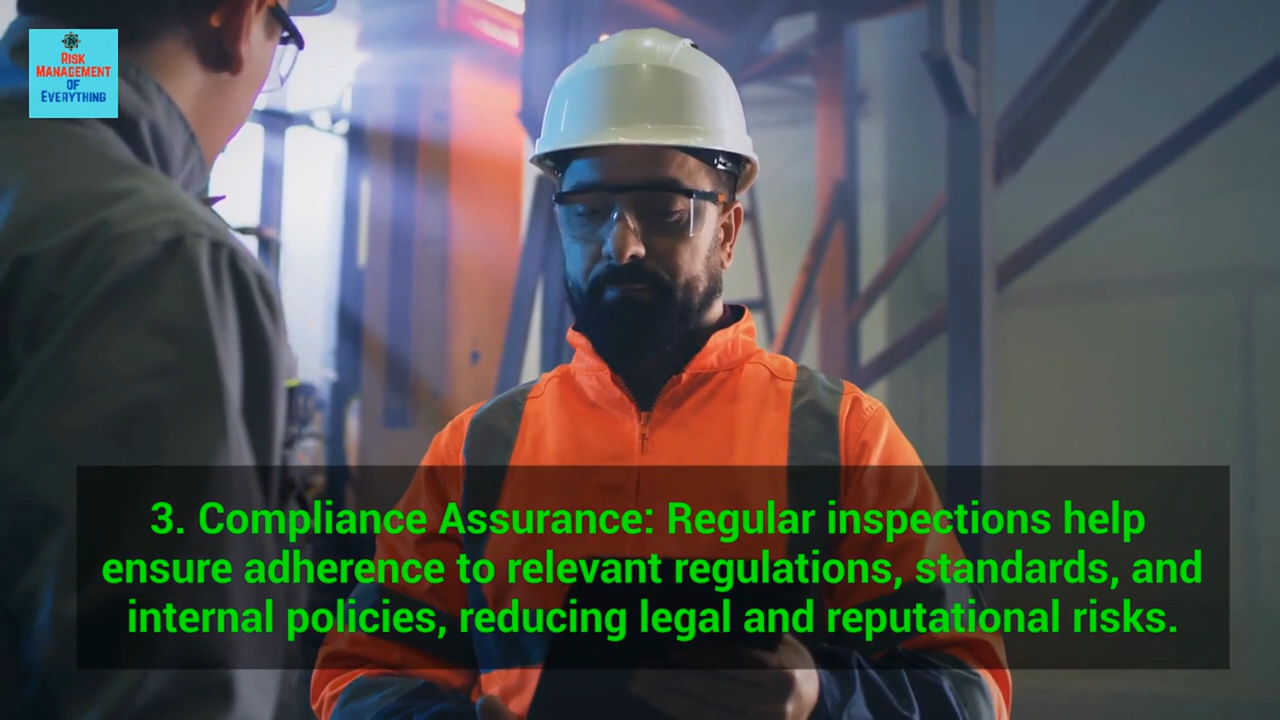 Risk
Management
of
Everything
3. Compliance Assurance: Regular inspections help
ensure adherence to relevant regulations, standards, and
internal policies, reducing legal and reputational risks.